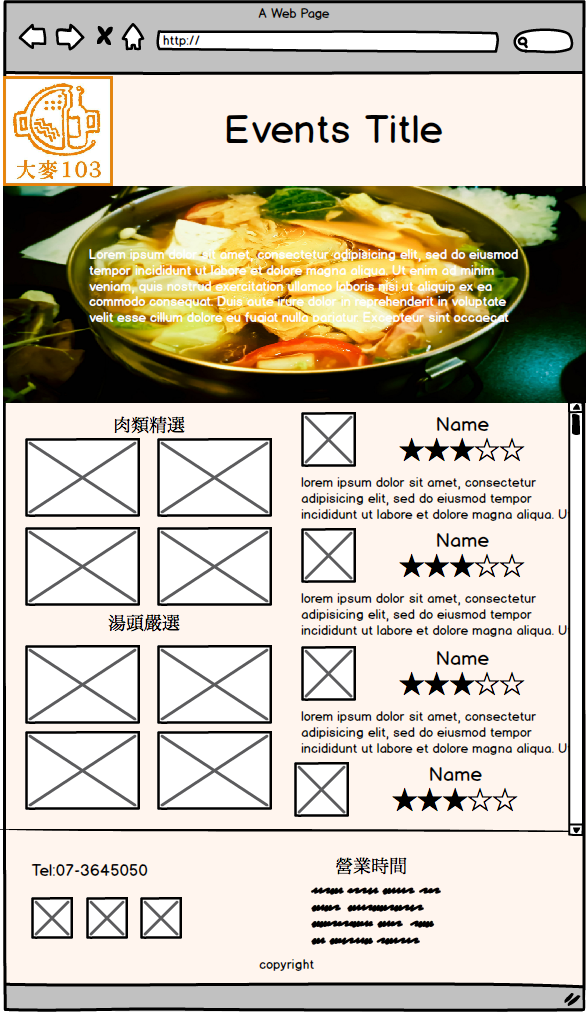 A Web Page
http://
大麥103
Events Title
Lorem ipsum dolor sit amet, consectetur adipisicing elit, sed do eiusmod
tempor incididunt ut labore et dolore magna aliqua. Ut enim ad minim
veniam, quis nostrud exercitation ullamco laboris nisi ut aliquip ex ea
commodo consequat. Duis aute irure dolor in reprehenderit in voluptate
velit esse cillum dolore eu fugiat nulla pariatur. Excepteur sint occaecat
肉類精選
湯頭嚴選
Name
lorem ipsum dolor sit amet, consectetur
adipisicing elit, sed do eiusmod tempor
incididunt ut labore et dolore magna aliqua. U
Name
lorem ipsum dolor sit amet, consectetur
adipisicing elit, sed do eiusmod tempor
incididunt ut labore et dolore magna aliqua. U
Name
lorem ipsum dolor sit amet, consectetur
adipisicing elit, sed do eiusmod tempor
incididunt ut labore et dolore magna aliqua. U
Name
Tel:07-3645050
營業時間
copyright